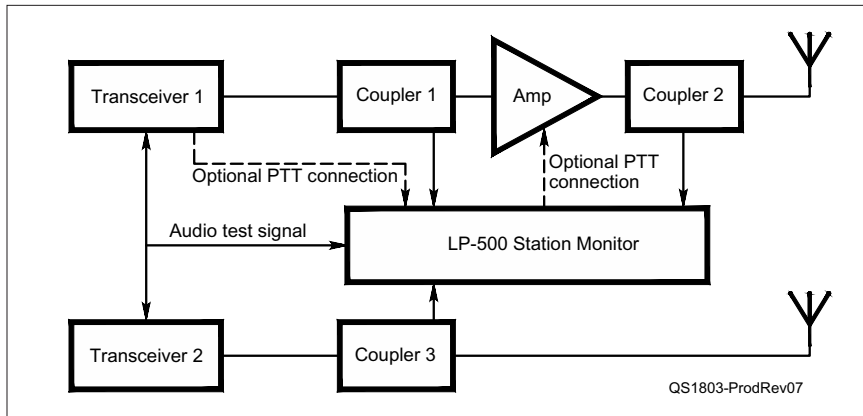 Transceiver 1
Coupler 1
Amp
Coupler 2
Optional PTT connection
Optional PTT
connection
Audio test signal
LP-500 Station Monitor
Transceiver 2
Coupler 3
QS1803-ProdRev07